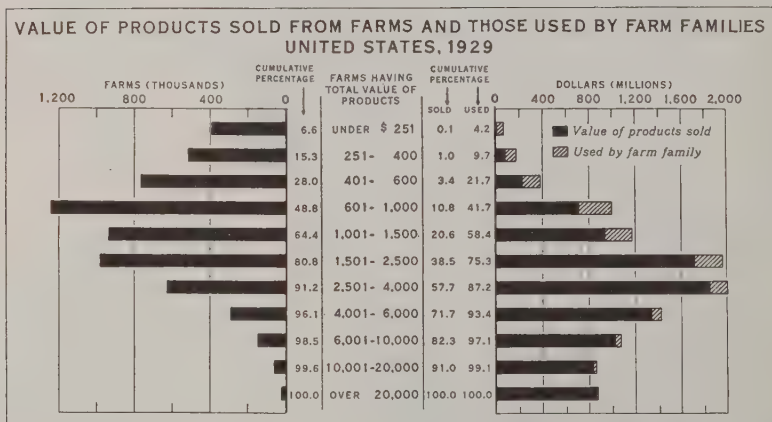 VALUE OF PRODUCTS SOLD FROM FARMS AND THOSE USED BY FARM FAMILIES
UNITED STATES, 1929
FARMS (THOUSANDS)
1,200 800 400 0
CUMULATIVE PERCENTAGE
FARMS HAVING TOTAL VALUE OF PRODUCTS
CUMULATIVE PERCENTAGE
SOLD USED
DOLLARS (MILLIONS)
0 400 800 1,200 1,600 2,000
Value of products sold
Used by farm family
6.6 UNDER $ 251 0.1 4.2
15.3 251- 400 1.0 9.7
28.0 401- 600 3.4 21.7
48.8 601- 1,000 10.8 41.7
64.4 1,001- 1,500 20.6 58.4
80.8 1,501- 2,500 38.5 75.3
91.2 2,501- 4,000 57.7 87.2
96.1 4,001- 6,000 71.7 93.4
98.5 6,001-10,000 82.3 97.1
99.6 10,001-20,000 91.0 99.1
100.0 OVER 20,000 100.0 100.0